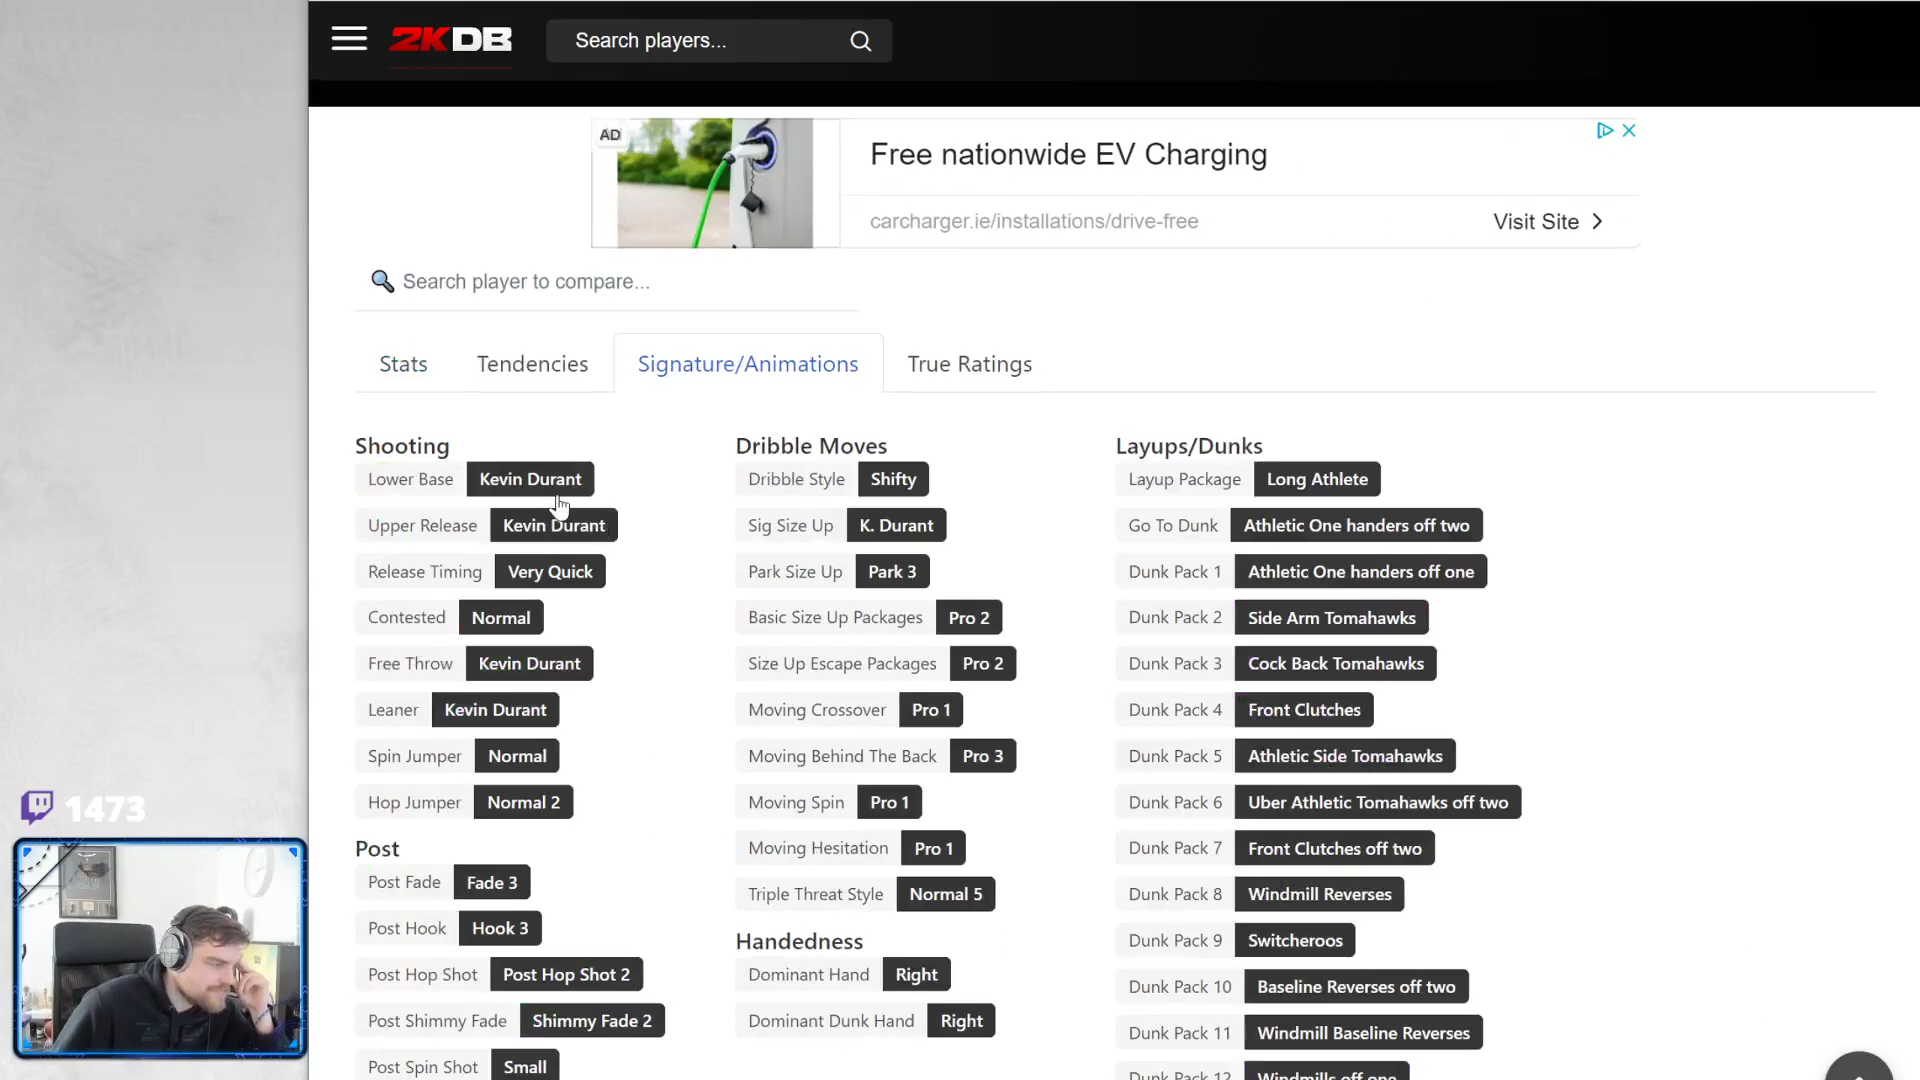 2KDB
Search players...
AD
Free nationwide EV Charging
carcharger.ie/installations/drive-free
Visit Site
Search player to compare...
Stats
Tendencies
Signature/Animations
True Ratings
Shooting
Lower Base Kevin Durant
Upper Release Kevin Durant
Release Timing Very Quick
Contested Normal
Free Throw Kevin Durant
Leaner Kevin Durant
Spin Jumper Normal
Hop Jumper Normal 2
Post
Post Fade Fade 3
Post Hook Hook 3
Post Hop Shot Post Hop Shot 2
Post Shimmy Fade Shimmy Fade 2
Post Spin Shot Small
Dribble Moves
Dribble Style Shifty
Sig Size Up K. Durant
Park Size Up Park 3
Basic Size Up Packages Pro 2
Size Up Escape Packages Pro 2
Moving Crossover Pro 1
Moving Behind The Back Pro 3
Moving Spin Pro 1
Moving Hesitation Pro 1
Triple Threat Style Normal 5
Handedness
Dominant Hand Right
Dominant Dunk Hand Right
Layups/Dunks
Layup Package Long Athlete
Go To Dunk Athletic One handers off two
Dunk Pack 1 Athletic One handers off one
Dunk Pack 2 Side Arm Tomahawks
Dunk Pack 3 Cock Back Tomahawks
Dunk Pack 4 Front Clutches
Dunk Pack 5 Athletic Side Tomahawks
Dunk Pack 6 Uber Athletic Tomahawks off two
Dunk Pack 7 Front Clutches off two
Dunk Pack 8 Windmill Reverses
Dunk Pack 9 Switcheroos
Dunk Pack 10 Baseline Reverses off two
Dunk Pack 11 Windmill Baseline Reverses
Dunk Pack 12 Windmills off one
1473